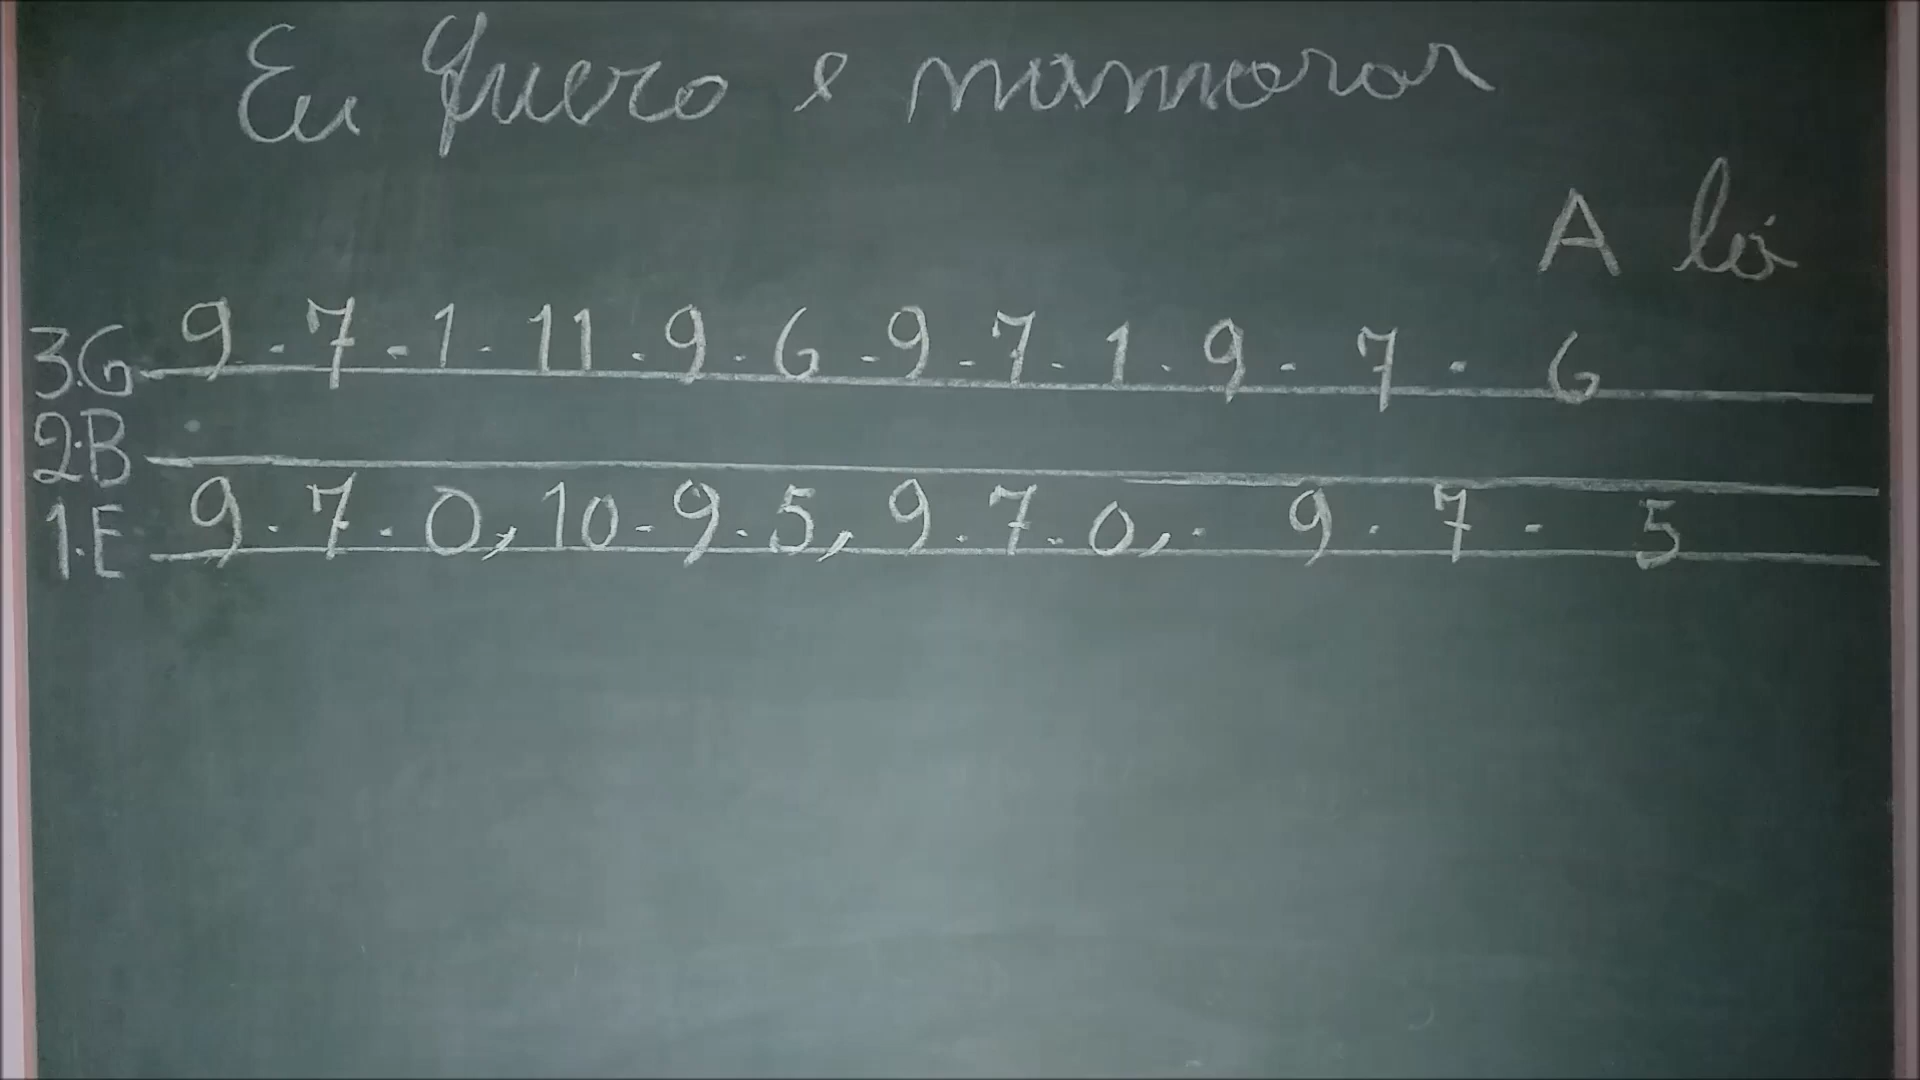 Eu Quero e namorar
A lá
3.G 9 - 7 - 1 - 11 - 9 - 6 - 9 - 7 - 1 - 9 - 7 - 6
2.B
1.E 9 - 7 - 0, 10 - 9 - 5, 9 - 7 - 0, - 9 - 7 - 5